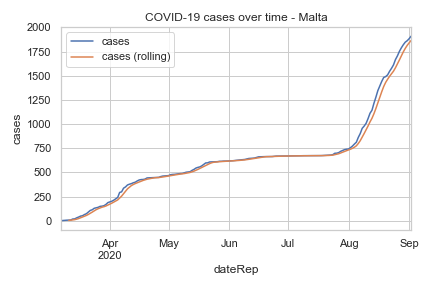 COVID-19 cases over time - Malta
cases
cases (rolling)
2000
1750
1500
1250
1000
750
500
250
0
cases
Apr
2020
May
Jun
Jul
Aug
Sep
dateRep